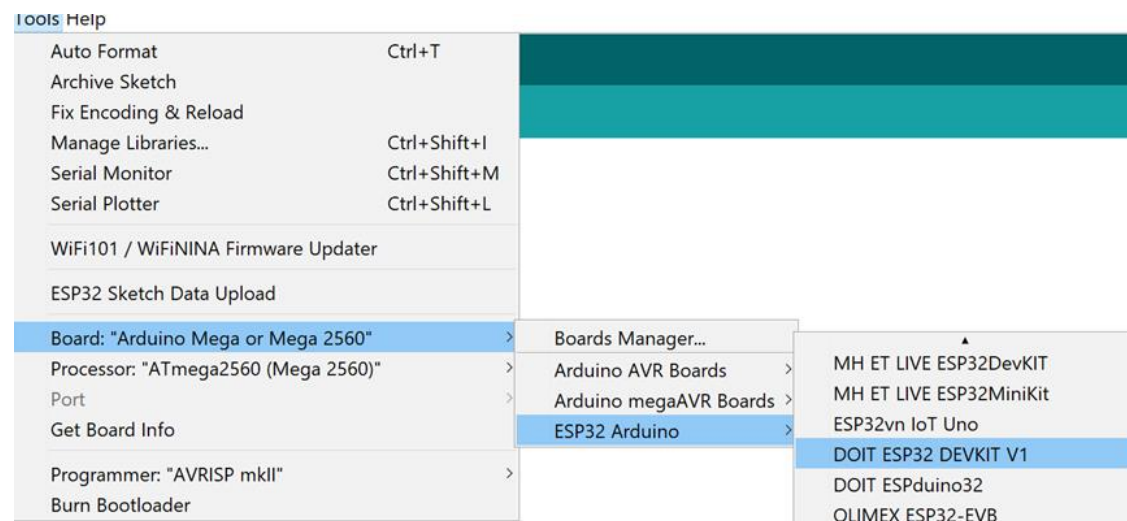 Tools Help
Auto Format Ctrl+T
Archive Sketch
Fix Encoding & Reload
Manage Libraries... Ctrl+Shift+I
Serial Monitor Ctrl+Shift+M
Serial Plotter Ctrl+Shift+L
WiFi101 / WiFiNINA Firmware Updater
ESP32 Sketch Data Upload
Board: "Arduino Mega or Mega 2560"
Processor: "ATmega2560 (Mega 2560)"
Port
Get Board Info
Programmer: "AVRISP mkII"
Burn Bootloader
Boards Manager...
Arduino AVR Boards
Arduino megaAVR Boards
ESP32 Arduino
MH ET LIVE ESP32DevKIT
MH ET LIVE ESP32MiniKit
ESP32vn IoT Uno
DOIT ESP32 DEVKIT V1
DOIT ESPduino32
OLIMEX ESP32-EVB